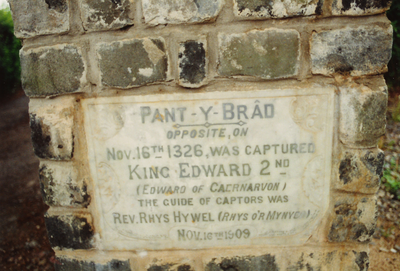 PANT-Y-BRÂD
OPPOSITE, ON
NOV. 16TH 1326, WAS CAPTURED
KING EDWARD 2ND
(EDWARD OF CAERNARVON)
THE GUIDE OF CAPTORS WAS
REV. RHYS HYWEL (RHYS O'R MYNYDD)
NOV. 16TH 1909